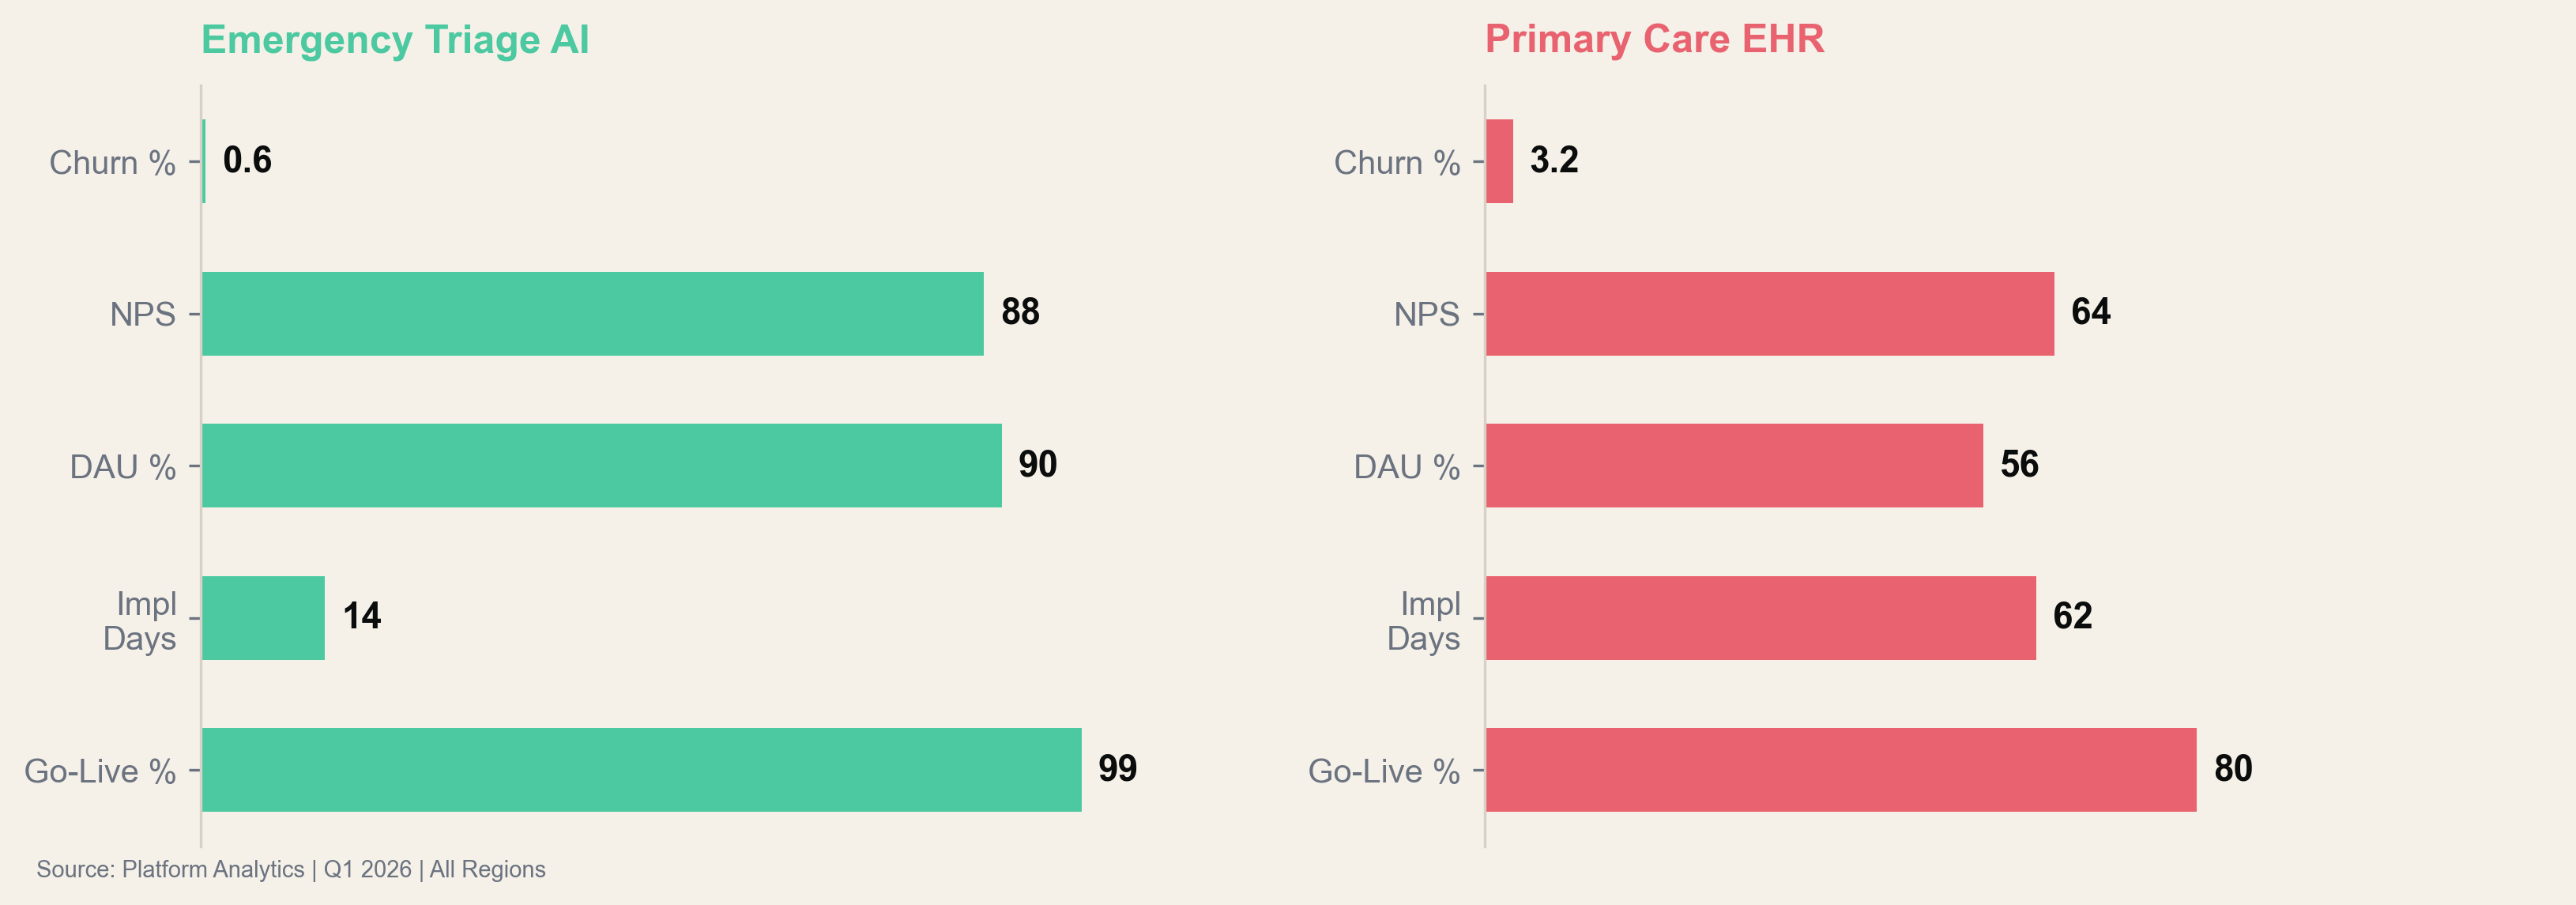 Emergency Triage AI
Churn %
0.6
NPS
88
DAU %
90
Impl
Days
14
Go-Live %
99
Primary Care EHR
Churn %
3.2
NPS
64
DAU %
56
Impl
Days
62
Go-Live %
80
Source: Platform Analytics | Q1 2026 | All Regions